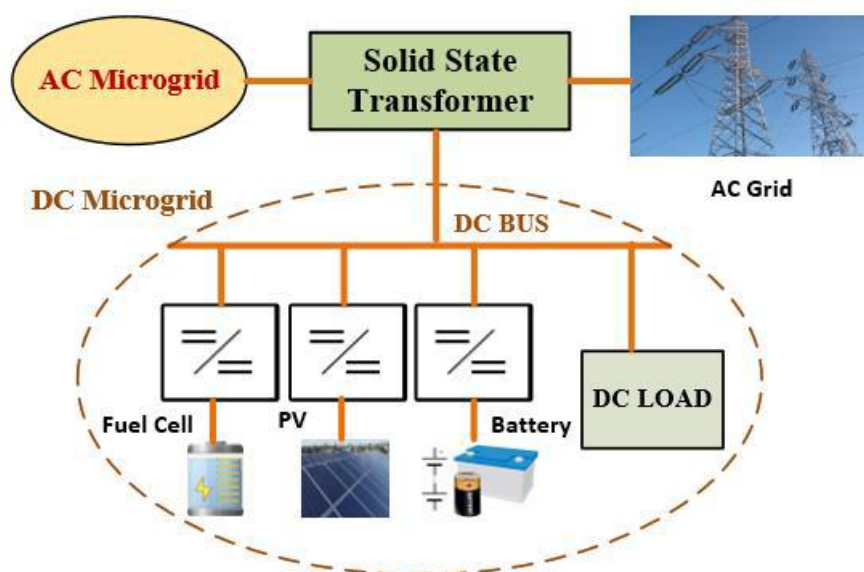 AC Microgrid
Solid State
Transformer
AC Grid
DC Microgrid
DC BUS
Fuel Cell
PV
Battery
DC LOAD